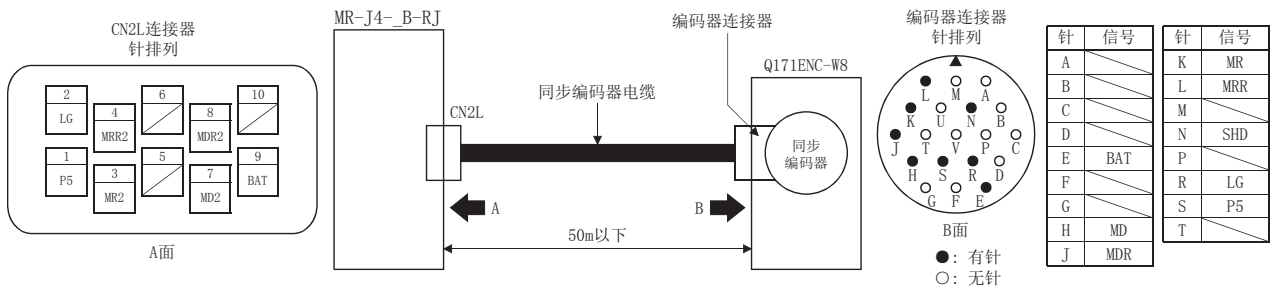 CN2L连接器
针排列
2
LG
4
MRR2
6
8
MDR2
10
1
P5
3
MR2
5
7
MD2
9
BAT
A面
MR-J4-_B-RJ
CN2L
同步编码器电缆
编码器连接器
Q171ENC-W8
同步
编码器
A
B
50m以下
编码器连接器
针排列
L M A
K U N B
J T V P C
H S R D
G F E
B面
●: 有针
○: 无针
针 信号
A
B
C
D
E BAT
F
G
H MD
J MDR
针 信号
K MR
L MRR
M
N SHD
P
R LG
S P5
T